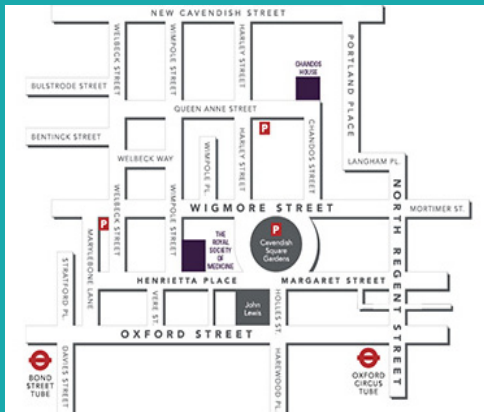 NEW CAVENDISH STREET
WELBECK STREET
WIMPOLE STREET
HARLEY STREET
PORTLAND PLACE
CHANDOS
HOUSE
BULSTRODE STREET
QUEEN ANNE STREET
P
BENTINCK STREET
WELBECK WAY
WIMPOLE PL.
HARLEY STREET
CHANDOS STREET
LANGHAM PL.
WELBECK STREET
WIMPOLE STREET
WIGMORE STREET
NORTH REGENT STREET
MORTIMER ST.
P
P
Cavendish
Square
Gardens
THE
ROYAL
SOCIETY
OF
MEDICINE
STRATFORD PL.
MARYLEBONE LANE
HENRIETTA PLACE
MARGARET STREET
VERE ST.
John
Lewis
HOLLES ST.
OXFORD STREET
BOND
STREET
TUBE
DAVIES STREET
HAREWOOD PL.
OXFORD
CIRCUS
TUBE